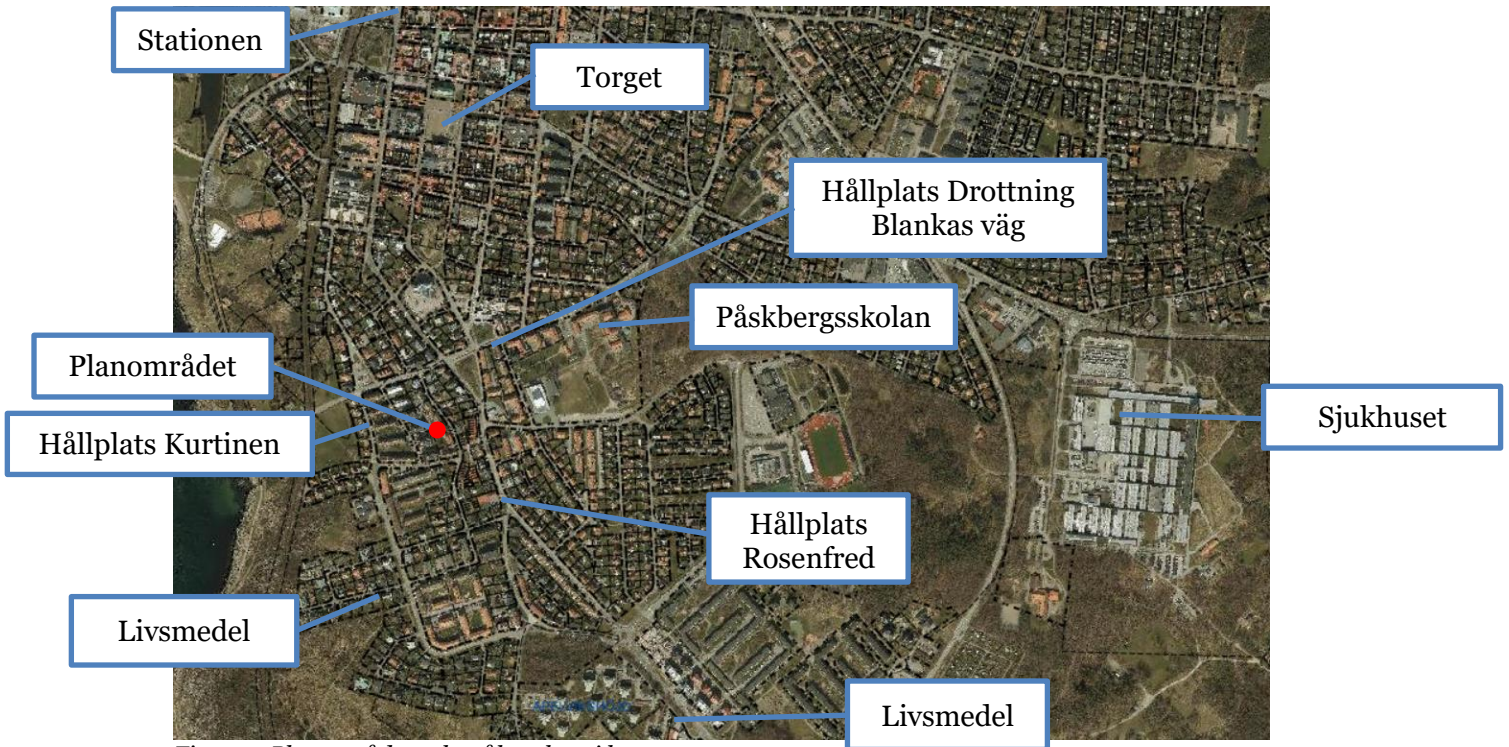 Stationen
Torget
Hållplats Drottning
Blankas väg
Påskbergsskolan
Planområdet
Sjukhuset
Hållplats Kurtinen
Hållplats
Rosenfred
Livsmedel
Livsmedel